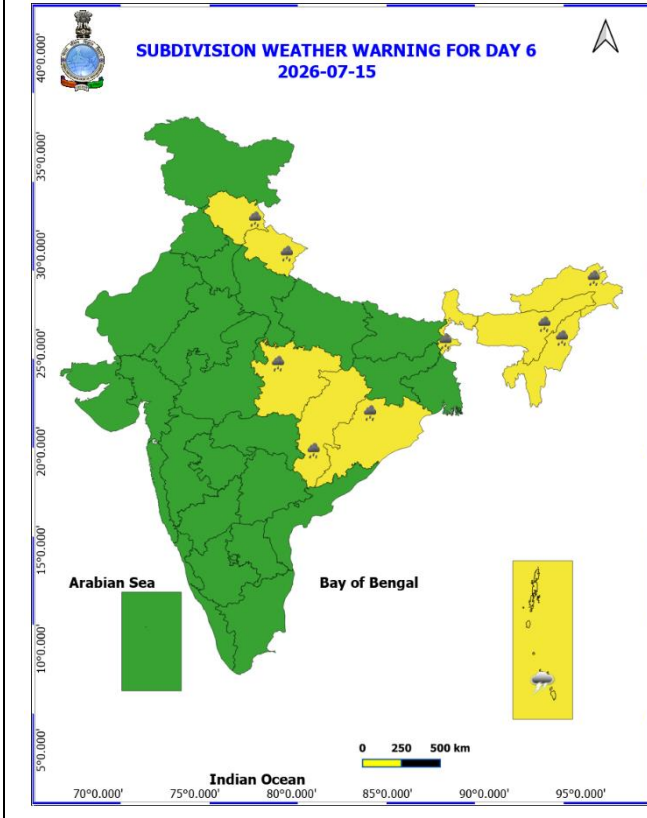 SUBDIVISION WEATHER WARNING FOR DAY 6
2026-07-15
40°0.000'
35°0.000'
30°0.000'
25°0.000'
20°0.000'
15°0.000'
10°0.000'
5°0.000'
Arabian Sea
Bay of Bengal
0 250 500 km
Indian Ocean
70°0.000' 75°0.000' 80°0.000' 85°0.000' 90°0.000' 95°0.000'